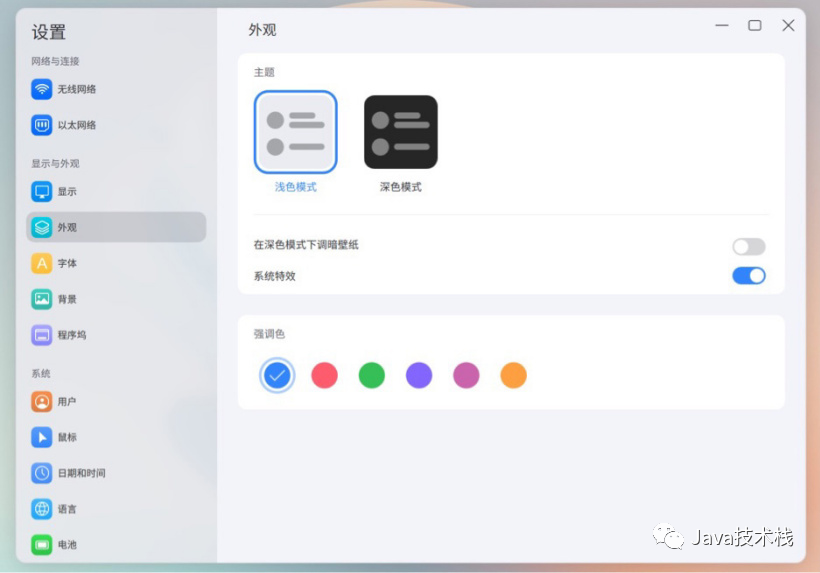 设置
网络与连接
无线网络
以太网络
显示与外观
显示
外观
字体
背景
程序坞
系统
用户
鼠标
日期和时间
语言
电池
外观
主题
浅色模式
深色模式
在深色模式下调暗壁纸
系统特效
强调色
Java技术栈